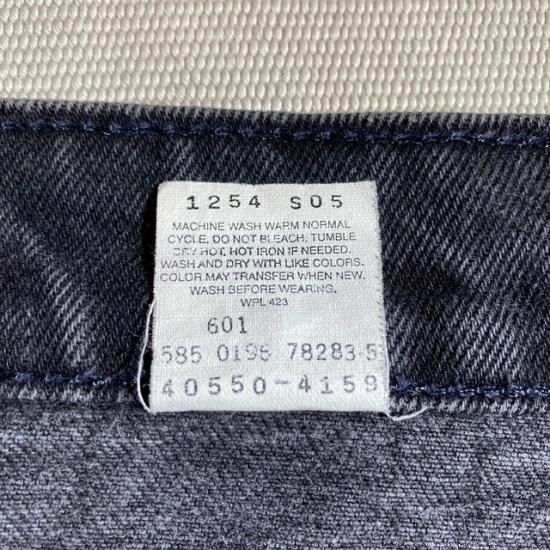 1254 S05
MACHINE WASH WARM NORMAL
CYCLE, DO NOT BLEACH. TUMBLE
DRY HOT, HOT IRON IF NEEDED.
WASH AND DRY WITH LIKE COLORS.
COLOR MAY TRANSFER WHEN NEW.
WASH BEFORE WEARING.
WPL 423
601
585 0196 78283 5
40550-4159